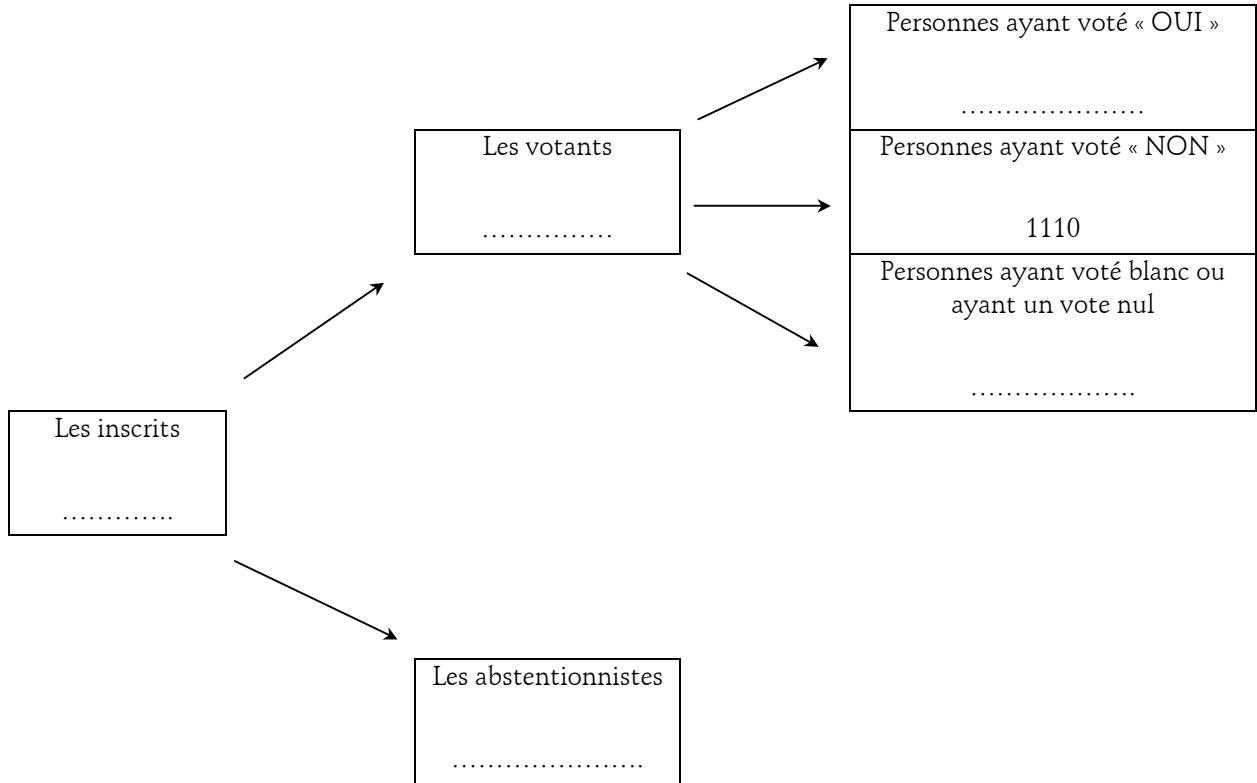 Personnes ayant voté « OUI »
…………………
Les votants
……………
Personnes ayant voté « NON »
1110
Personnes ayant voté blanc ou
ayant un vote nul
……………….
Les inscrits
………….
Les abstentionnistes
………………….